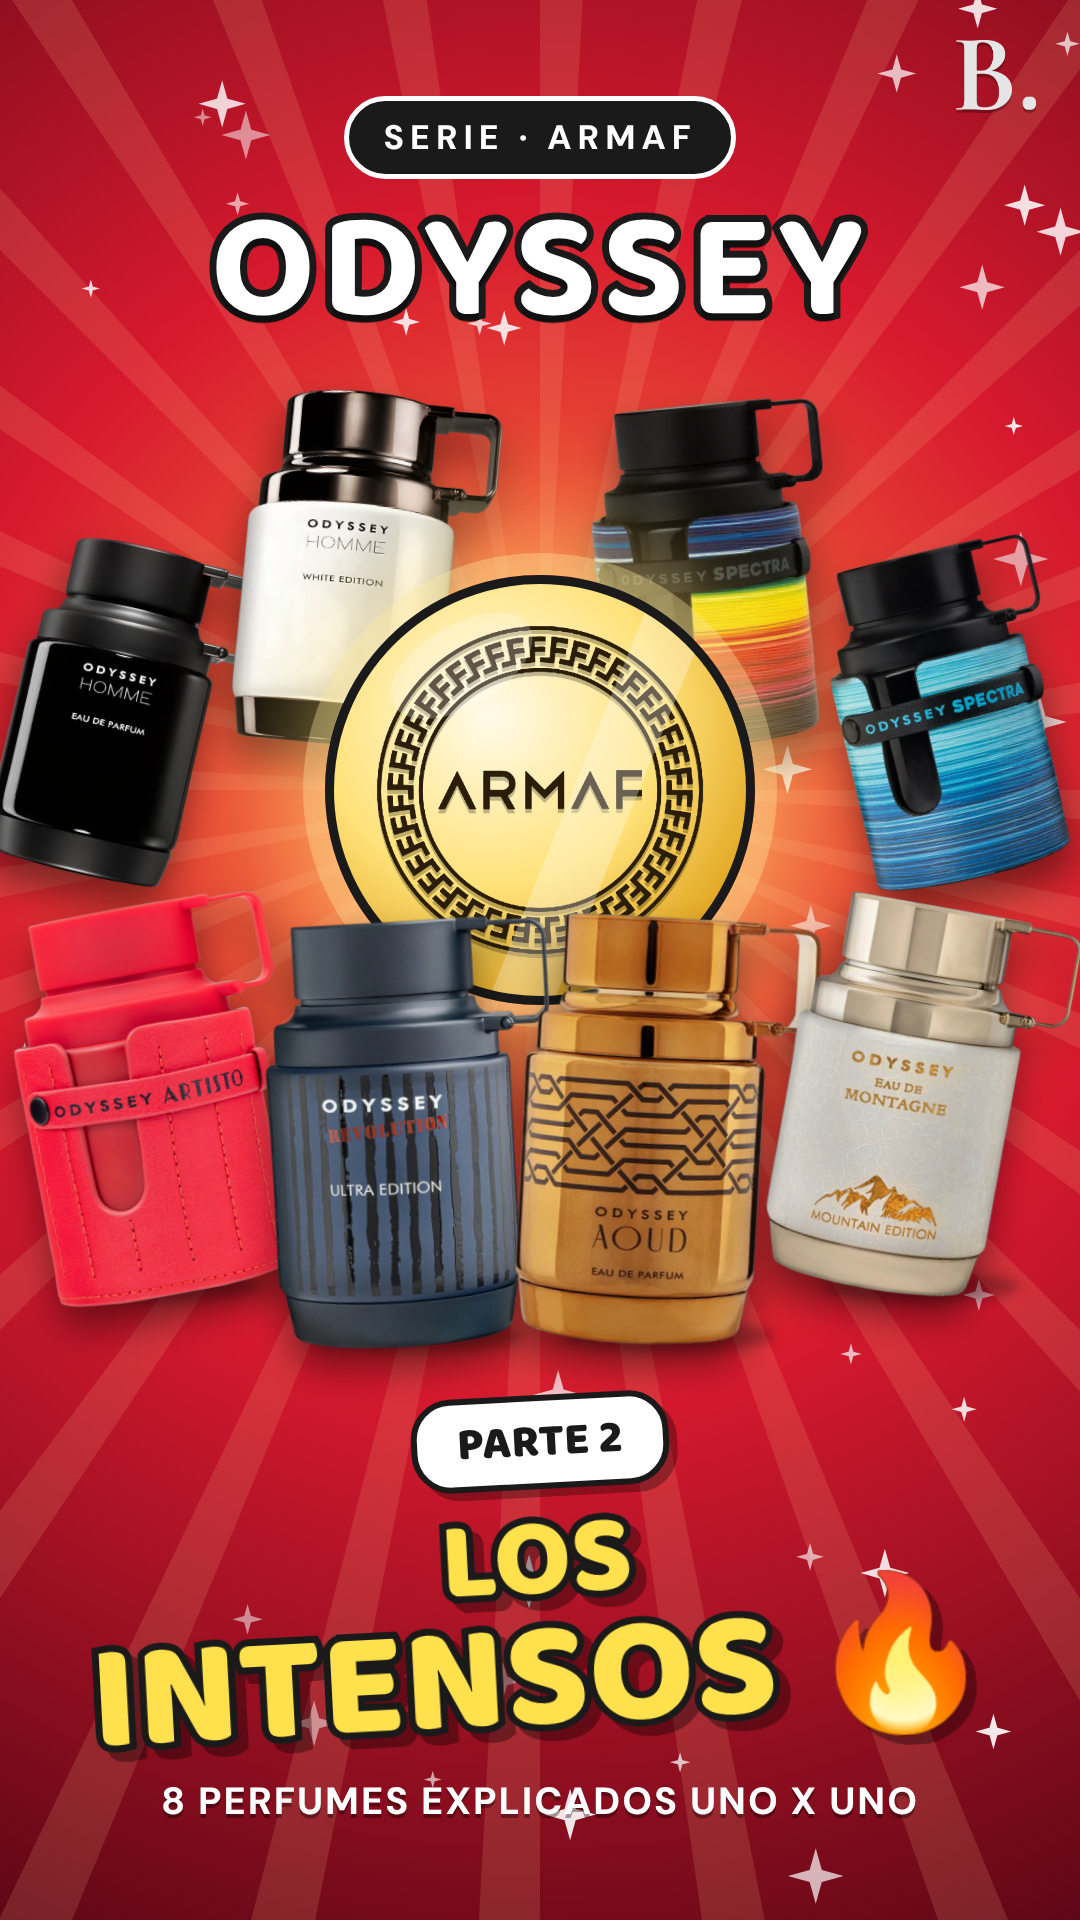 B.
SERIE · ARMAF
ODYSSEY
ODYSSEY
HOMME
WHITE EDITION
ODYSSEY SPECTRA
ODYSSEY
HOMME
EAU DE PARFUM
ODYSSEY SPECTRA
ARMAF
ODYSSEY ARTISTO
ODYSSEY
REVOLUTION
ULTRA EDITION
ODYSSEY
AOUD
EAU DE PARFUM
ODYSSEY
EAU DE
MONTAGNE
MOUNTAIN EDITION
PARTE 2
LOS
INTENSOS
8 PERFUMES EXPLICADOS UNO X UNO